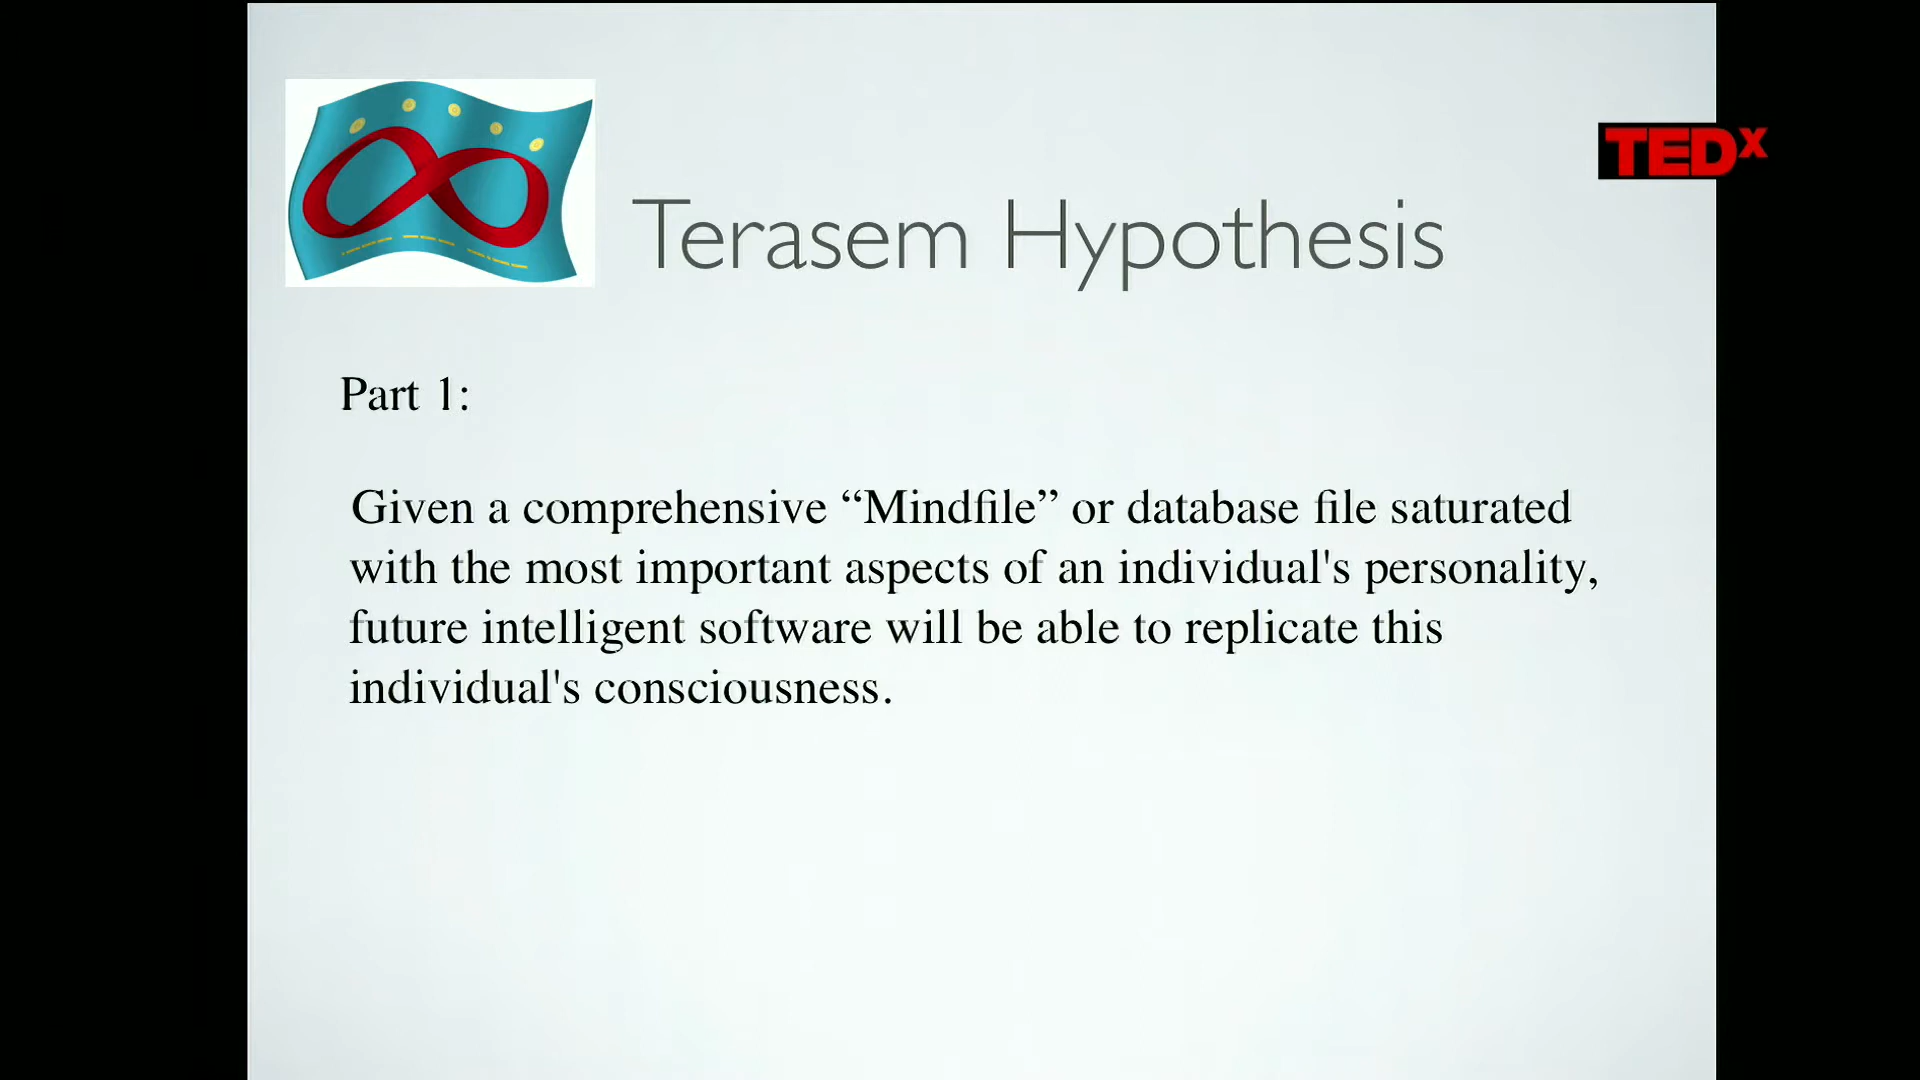 TEDx
Terasem Hypothesis
Part 1:
Given a comprehensive “Mindfile” or database file saturated
with the most important aspects of an individual's personality,
future intelligent software will be able to replicate this
individual's consciousness.